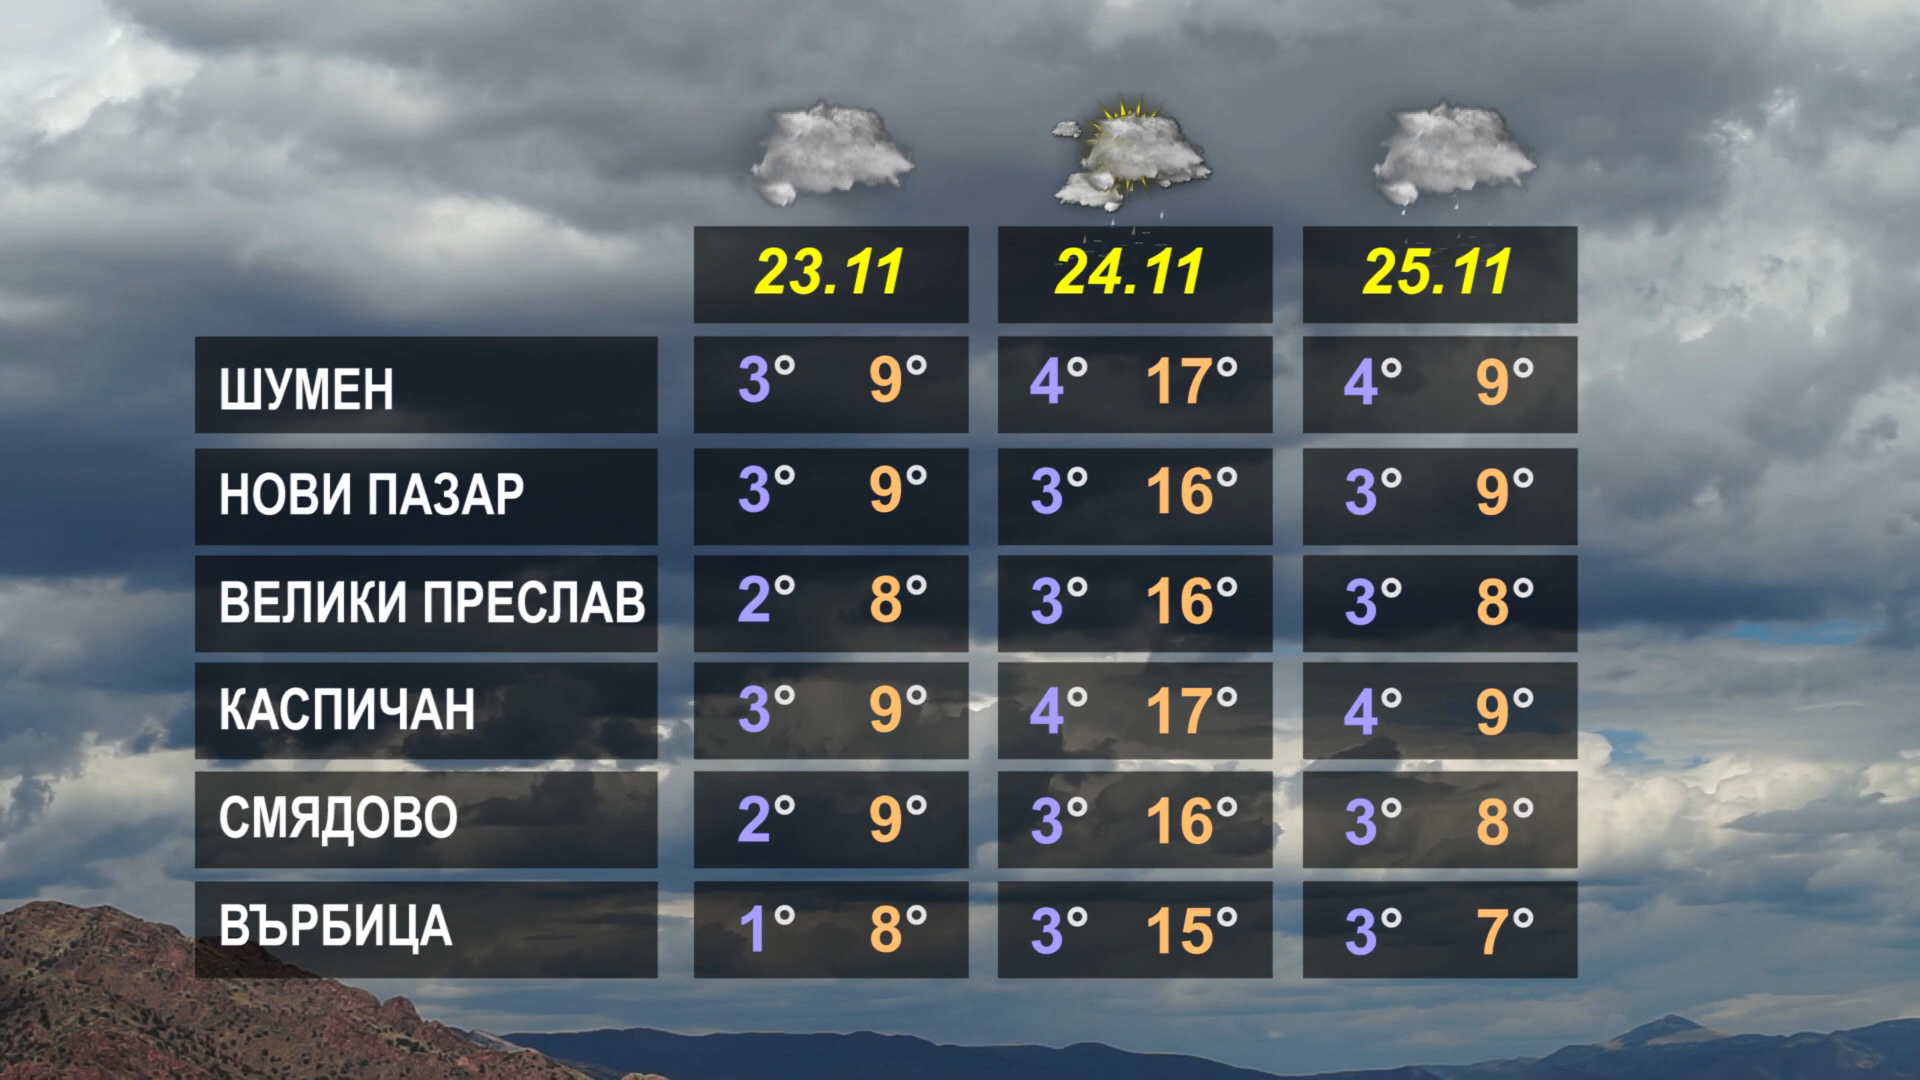 23.11 24.11 25.11
ШУМЕН 3° 9° 4° 17° 4° 9°
НОВИ ПАЗАР 3° 9° 3° 16° 3° 9°
ВЕЛИКИ ПРЕСЛАВ 2° 8° 3° 16° 3° 8°
КАСПИЧАН 3° 9° 4° 17° 4° 9°
СМЯДОВО 2° 9° 3° 16° 3° 8°
ВЪРБИЦА 1° 8° 3° 15° 3° 7°